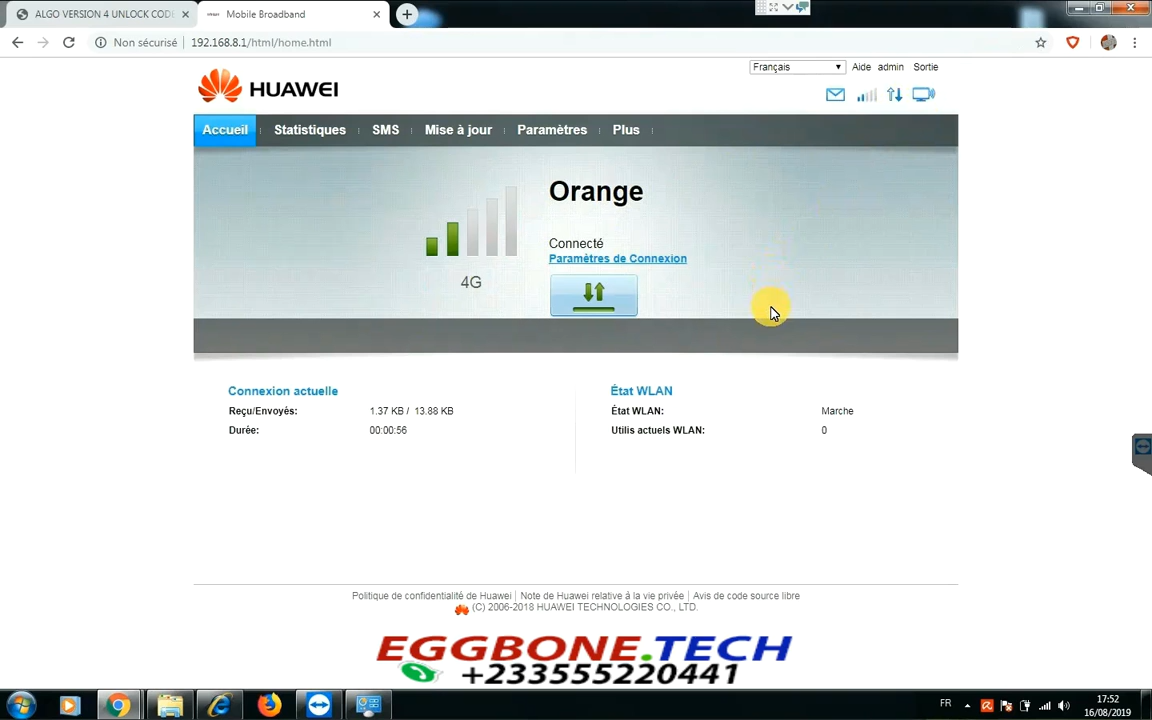 ALGO VERSION 4 UNLOCK CODE
Mobile Broadband
Non sécurisé
192.168.8.1/html/home.html
Français
Aide
admin
Sortie
HUAWEI
Accueil
Statistiques
SMS
Mise à jour
Paramètres
Plus
Orange
Connecté
Paramètres de Connexion
4G
Connexion actuelle
Reçu/Envoyés: 1.37 KB / 13.88 KB
Durée: 00:00:56
État WLAN
État WLAN: Marche
Utilis actuels WLAN: 0
Politique de confidentialité de Huawei | Note de Huawei relative à la vie privée | Avis de code source libre
(C) 2006-2018 HUAWEI TECHNOLOGIES CO., LTD.
EGGBONE.TECH
+233555220441
FR
17:52
16/08/2019